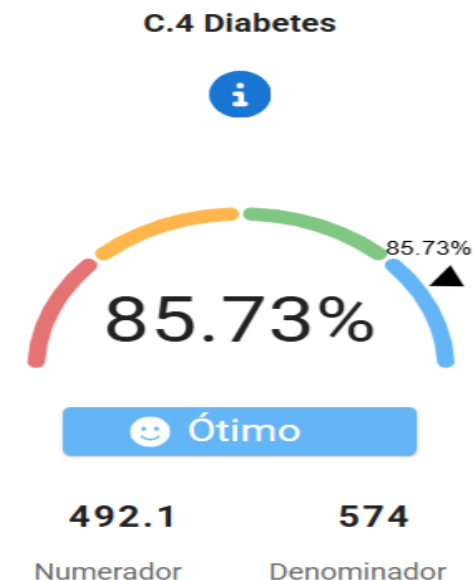 C.4 Diabetes
i
85.73%
85.73%
Ótimo
492.1 574
Numerador Denominador